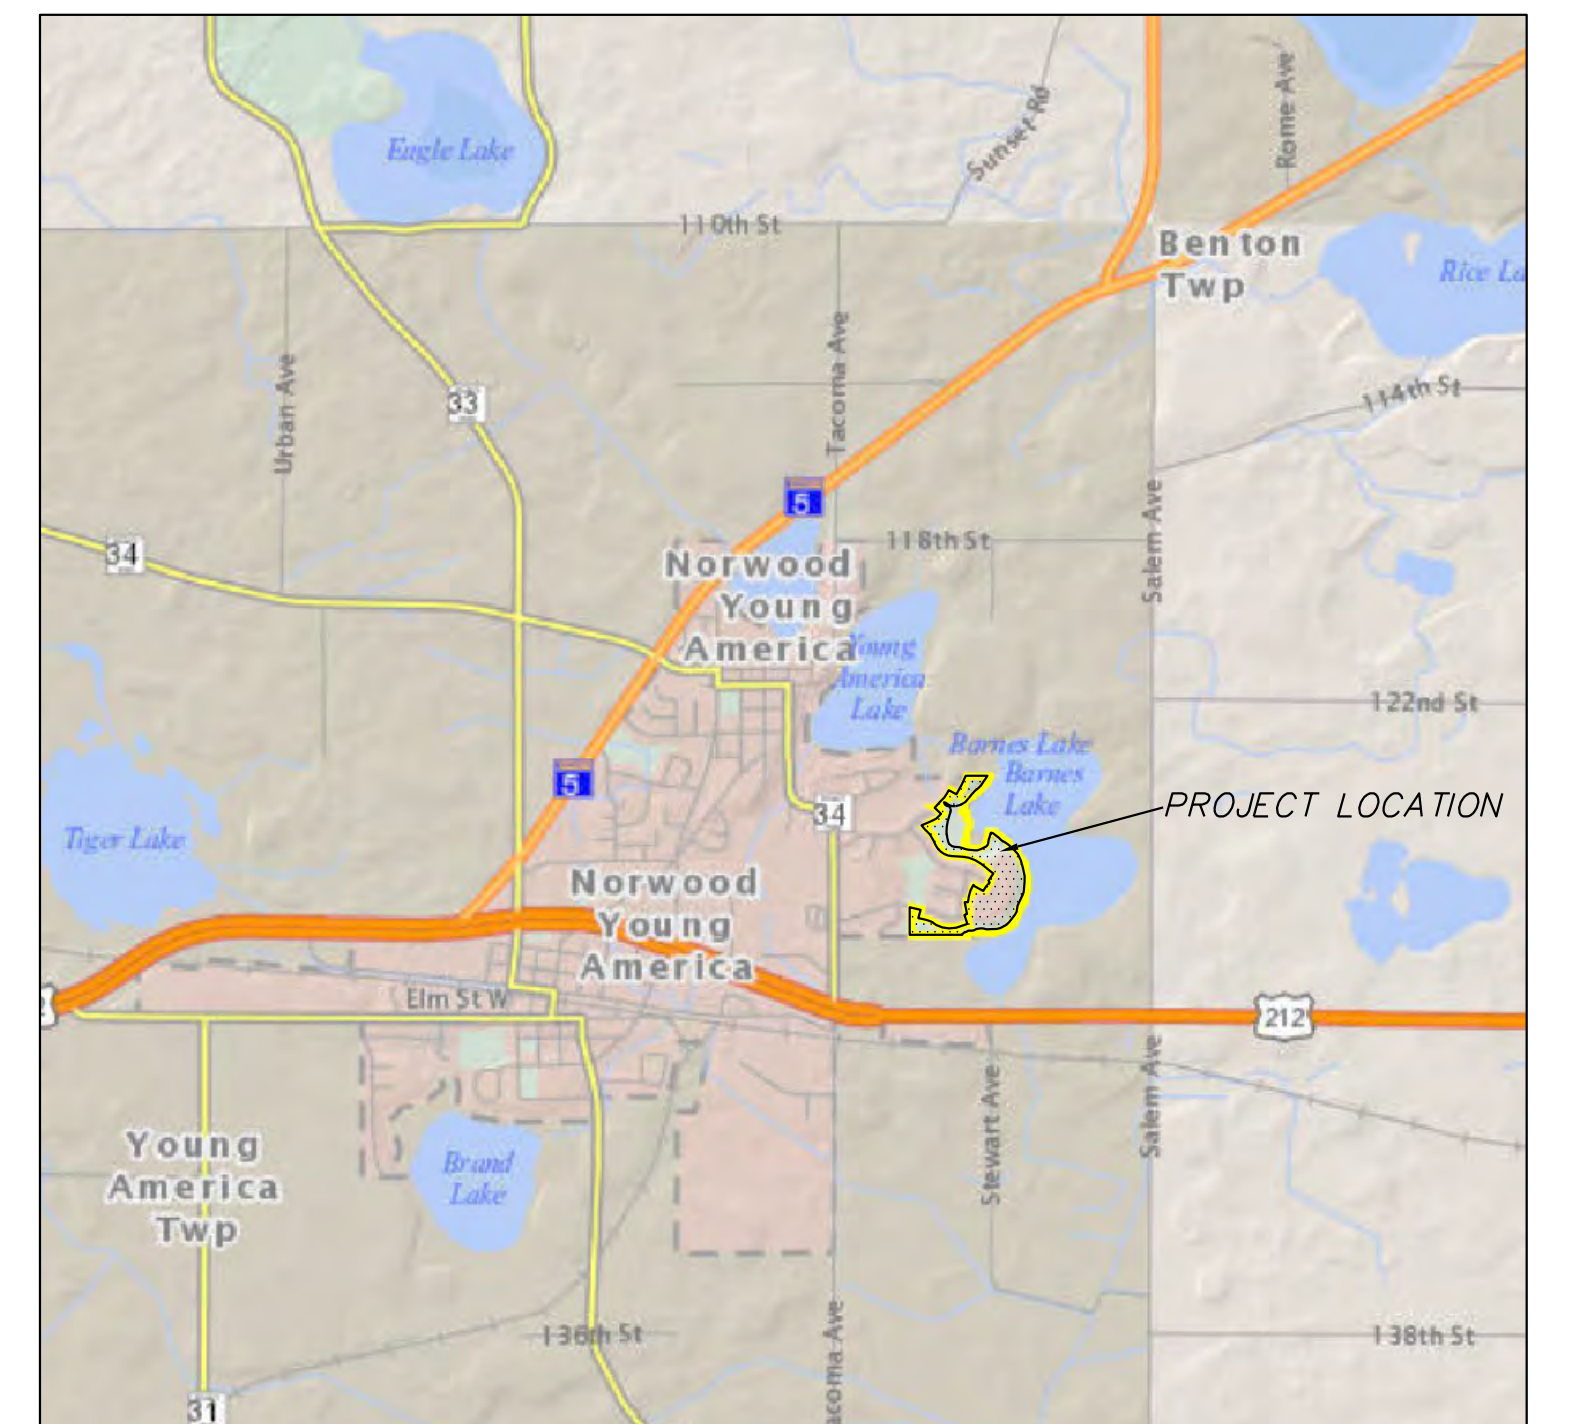 Eagle Lake
Sunset Rd
Rome Ave
110th St
Benton
Twp
Rice La
Urban Ave
33
Tacoma Ave
114th St
5
34
118th St
Salem Ave
Norwood
Young
America
Young
America
Lake
122nd St
Barnes Lake
Barnes
Lake
5
34
PROJECT LOCATION
Tiger Lake
Norwood
Young
America
Elm St W
2
212
Stewart Ave
Salem Ave
Young
America
Twp
Brand
Lake
136th St
138th St
acoma Ave
31